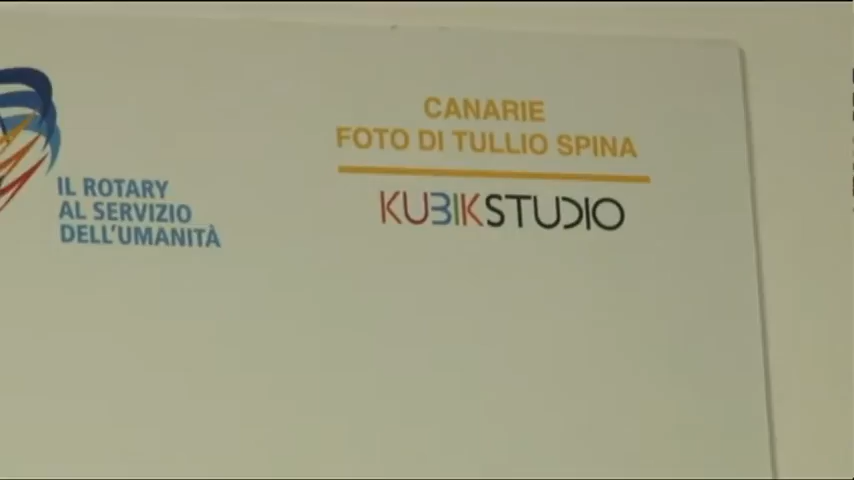 IL ROTARY
AL SERVIZIO
DELL'UMANITÀ
CANARIE
FOTO DI TULLIO SPINA
KUBIKSTUDIO